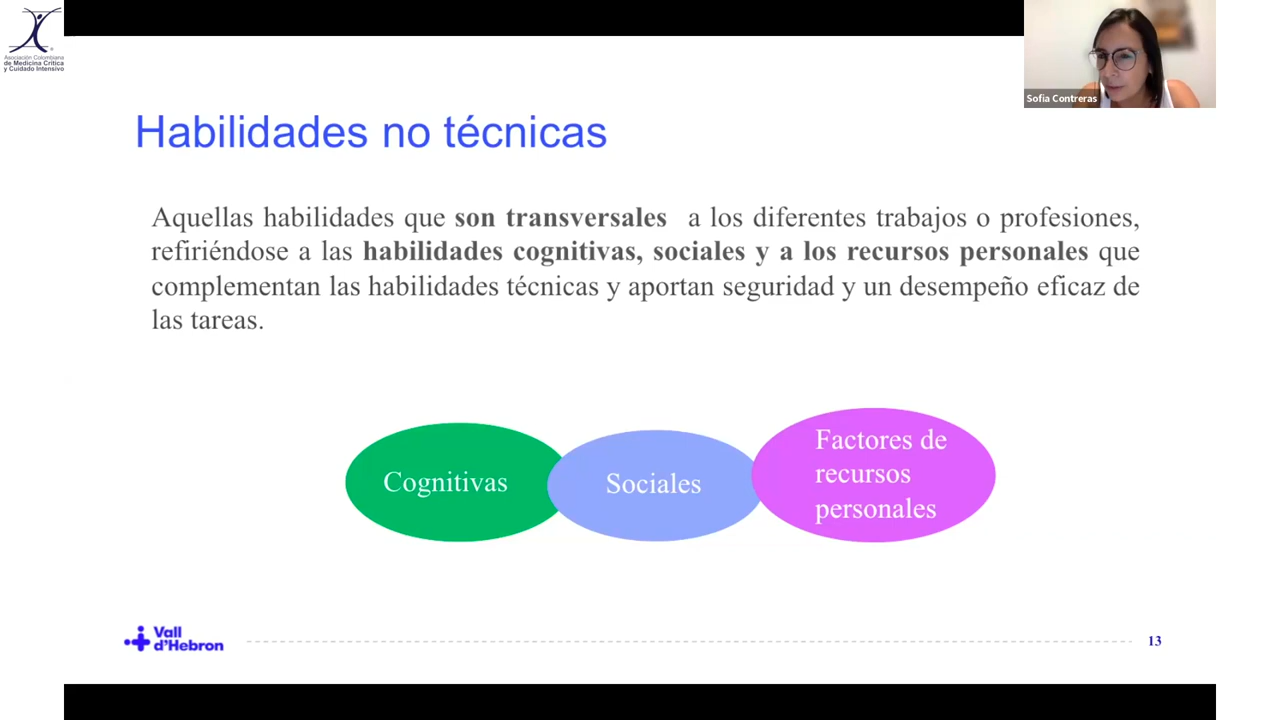 Asociación Colombiana
de Medicina Crítica
y Cuidado Intensivo
Sofia Contreras
Habilidades no técnicas
Aquellas habilidades que son transversales a los diferentes trabajos o profesiones,
refiriéndose a las habilidades cognitivas, sociales y a los recursos personales que
complementan las habilidades técnicas y aportan seguridad y un desempeño eficaz de
las tareas.
Cognitivas
Sociales
Factores de
recursos
personales
Vall
d'Hebron
13